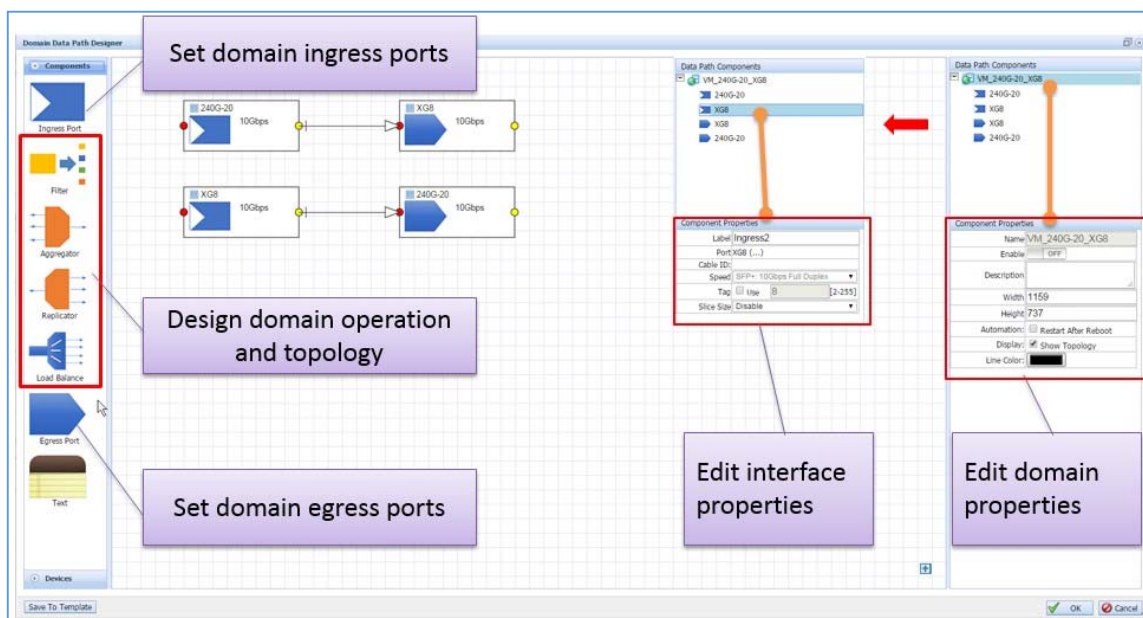 Domain Data Path Designer
Components
Ingress Port
Filter
Aggregator
Replicator
Load Balance
Egress Port
Text
Devices
Save To Template
Set domain ingress ports
240G-20
10Gbps
XG8
10Gbps
XG8
10Gbps
240G-20
10Gbps
Design domain operation
and topology
Set domain egress ports
Data Path Components
VM_240G-20_XG8
240G-20
XG8
XG8
240G-20
Component Properties
Label Ingress2
Port XG8 (...)
Cable ID:
Speed SFP+: 10Gbps Full Duplex
Tag Use 8 [2-255]
Slice Size Disable
Edit interface
properties
Data Path Components
VM_240G-20_XG8
240G-20
XG8
XG8
240G-20
Component Properties
Name VM_240G-20_XG8
Enable OFF
Description
Width 1159
Height 737
Automation: Restart After Reboot
Display: Show Topology
Line Color:
Edit domain
properties
OK
Cancel